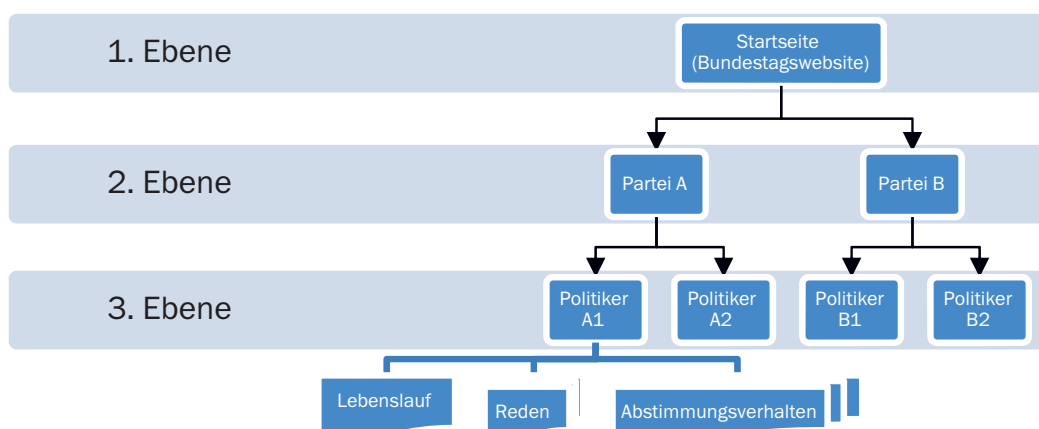 1. Ebene
Startseite
(Bundestagswebsite)
2. Ebene
Partei A
Partei B
3. Ebene
Politiker
A1
Politiker
A2
Politiker
B1
Politiker
B2
Lebenslauf
Reden
Abstimmungsverhalten